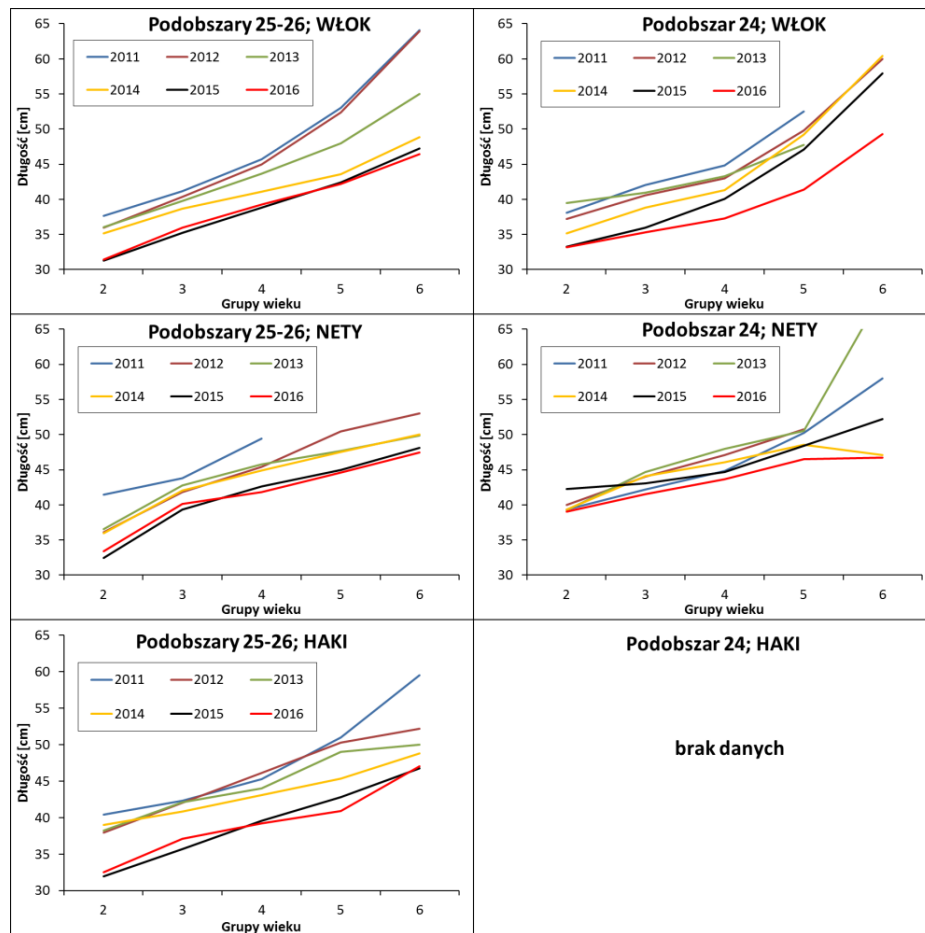 Podobszary 25-26; WŁOK
2011 2012 2013
2014 2015 2016
Długość [cm]
65
60
55
50
45
40
35
30
2 3 4 5 6
Grupy wieku
Podobszar 24; WŁOK
2011 2012 2013
2014 2015 2016
Długość [cm]
65
60
55
50
45
40
35
30
2 3 4 5 6
Grupy wieku
Podobszary 25-26; NETY
2011 2012 2013
2014 2015 2016
Długość [cm]
65
60
55
50
45
40
35
30
2 3 4 5 6
Grupy wieku
Podobszar 24; NETY
2011 2012 2013
2014 2015 2016
Długość [cm]
65
60
55
50
45
40
35
30
2 3 4 5 6
Grupy wieku
Podobszary 25-26; HAKI
2011 2012 2013
2014 2015 2016
Długość [cm]
65
60
55
50
45
40
35
30
2 3 4 5 6
Grupy wieku
Podobszar 24; HAKI
brak danych